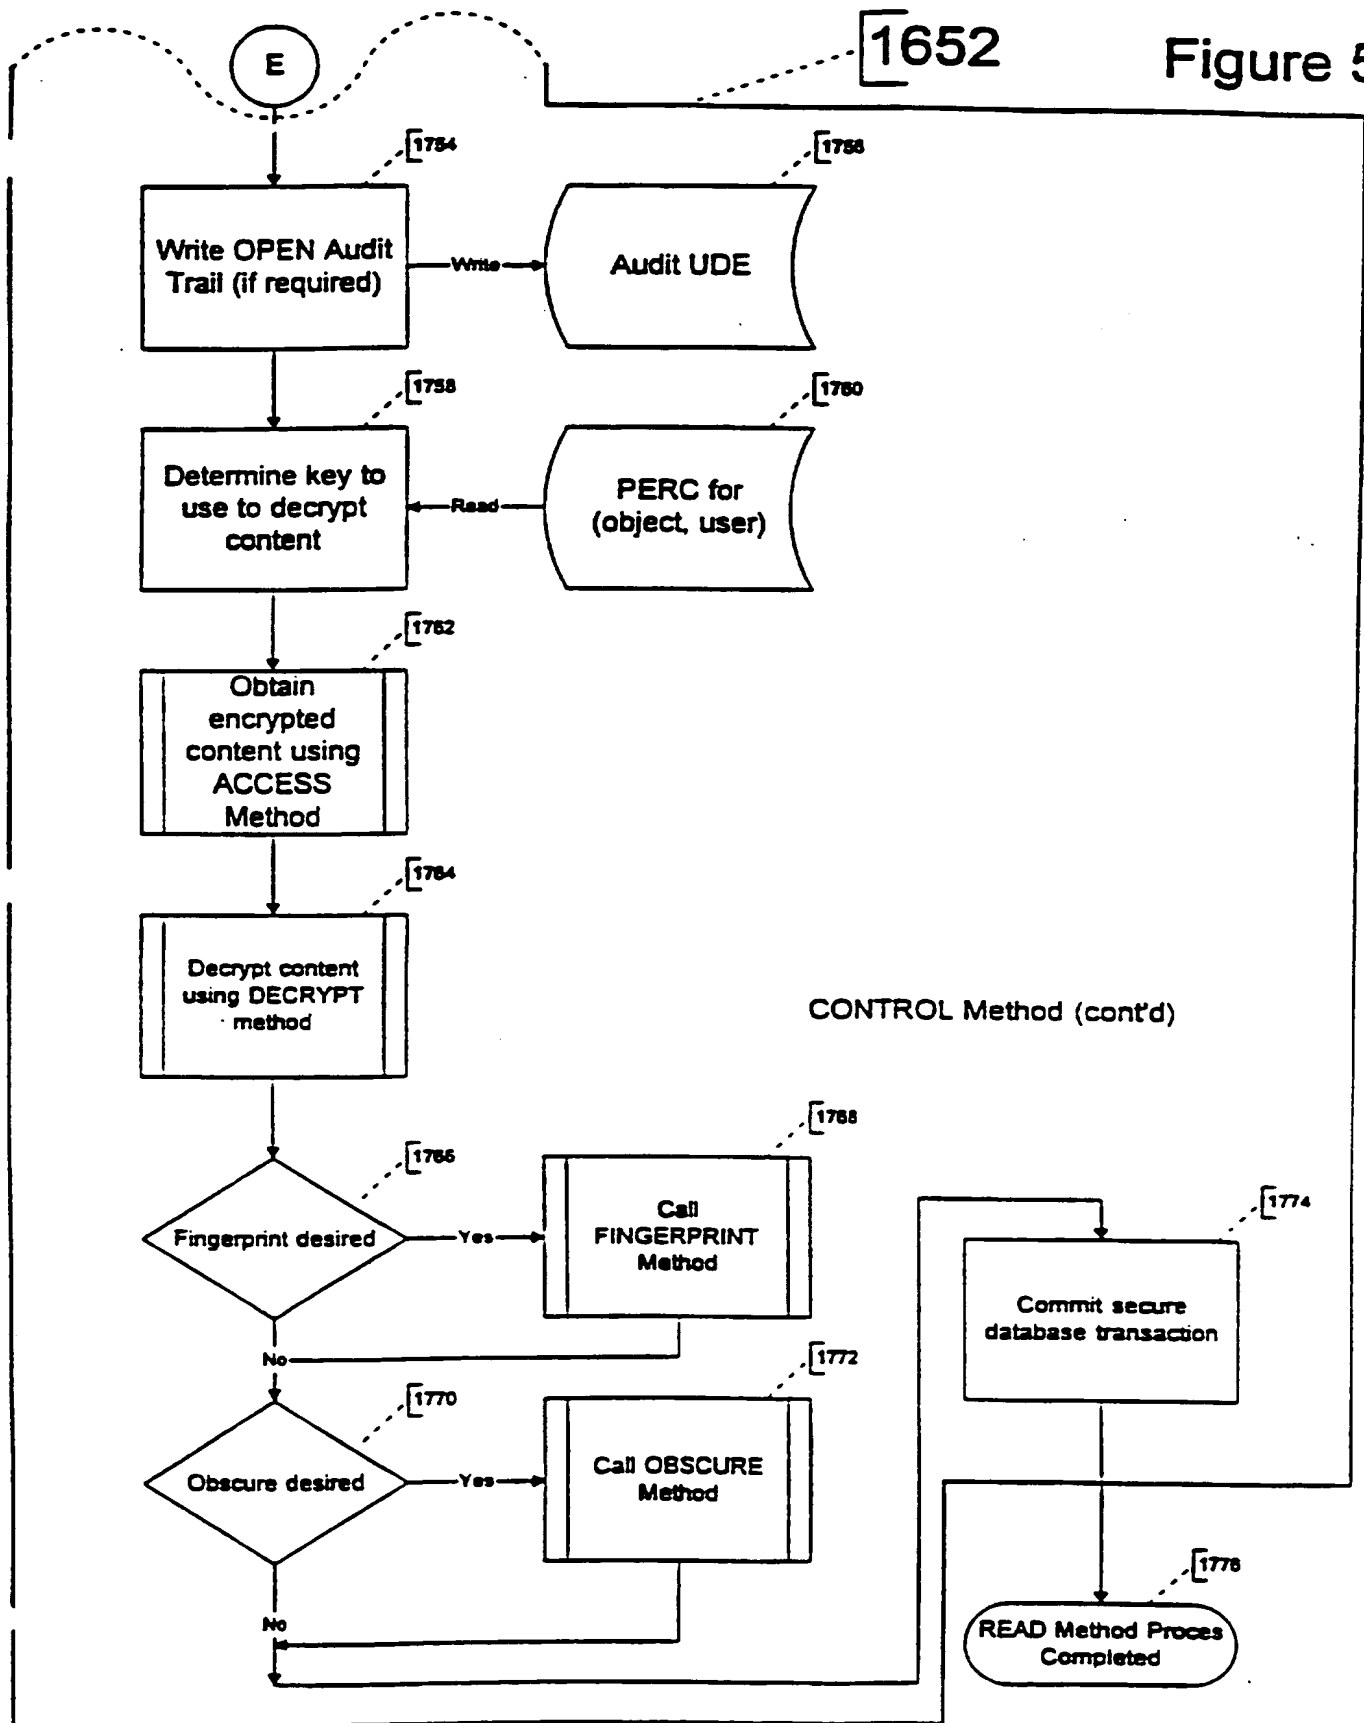 E
1652
Figure 5
1754
1756
Write OPEN Audit
Trail (if required)
Write
Audit UDE
1758
1760
Determine key to
use to decrypt
content
Read
PERC for
(object, user)
1762
Obtain
encrypted
content using
ACCESS
Method
1764
Decrypt content
using DECRYPT
method
CONTROL Method (cont'd)
1766
1768
Fingerprint desired
Yes
Call
FINGERPRINT
Method
No
1774
Commit secure
database transaction
1770
1772
Obscure desired
Yes
Call OBSCURE
Method
No
1776
READ Method Proces
Completed